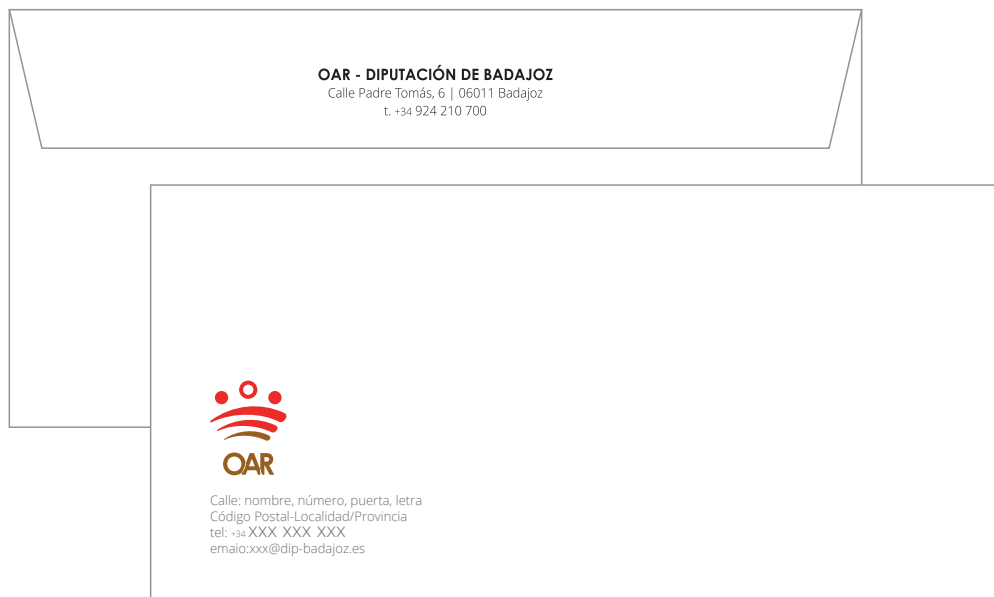 OAR - DIPUTACIÓN DE BADAJOZ
Calle Padre Tomás, 6 | 06011 Badajoz
t. +34 924 210 700
OAR
Calle: nombre, número, puerta, letra
Código Postal-Localidad/Provincia
tel: +34 XXX XXX XXX
emaio:xxx@dip-badajoz.es